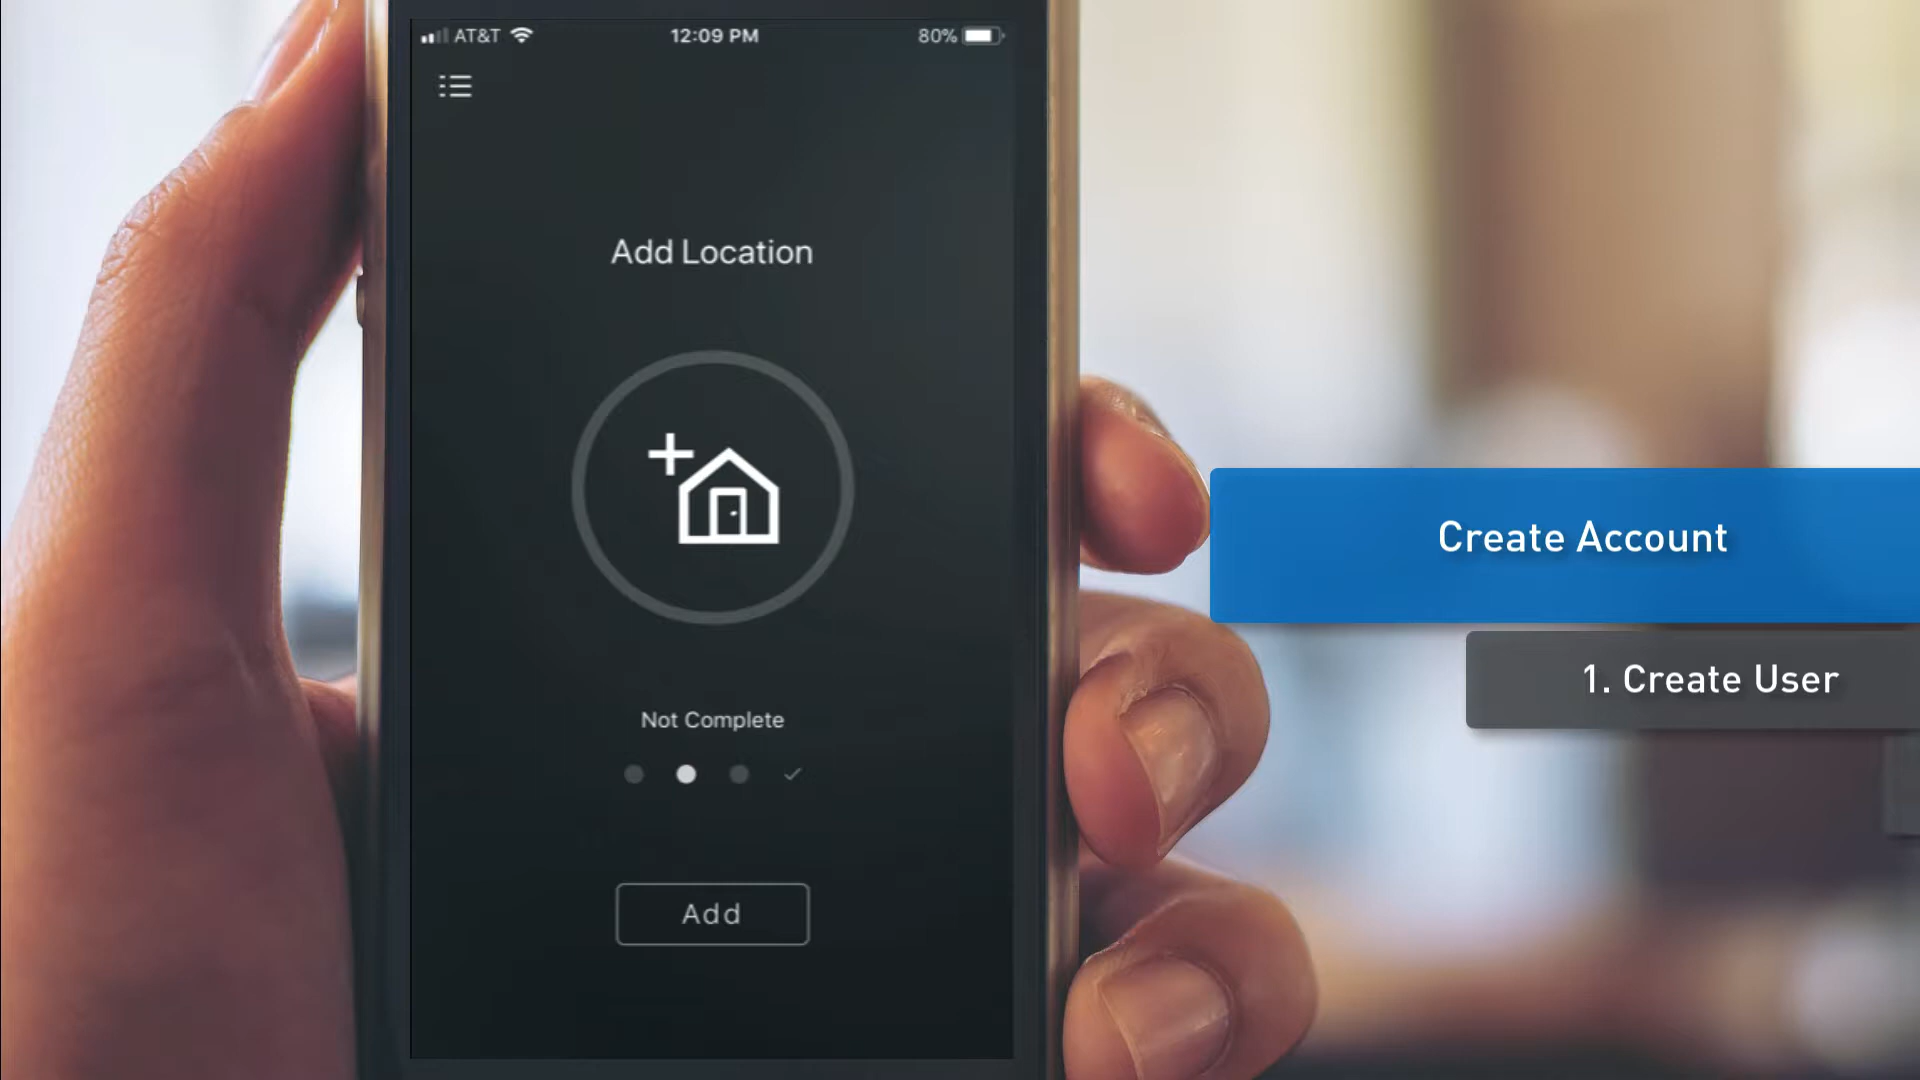 AT&T 12:09 PM 80%
Add Location
Not Complete
Add
Create Account
1. Create User